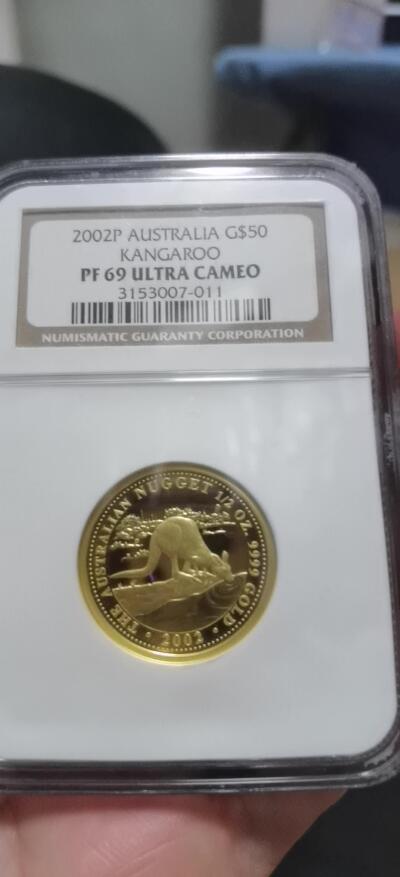 2002P AUSTRALIA G$50
KANGAROO
PF 69 ULTRA CAMEO
3153007-011
NUMISMATIC GUARANTY CORPORATION
THE AUSTRALIAN NUGGET 1/2 OZ. 9999 GOLD
2002